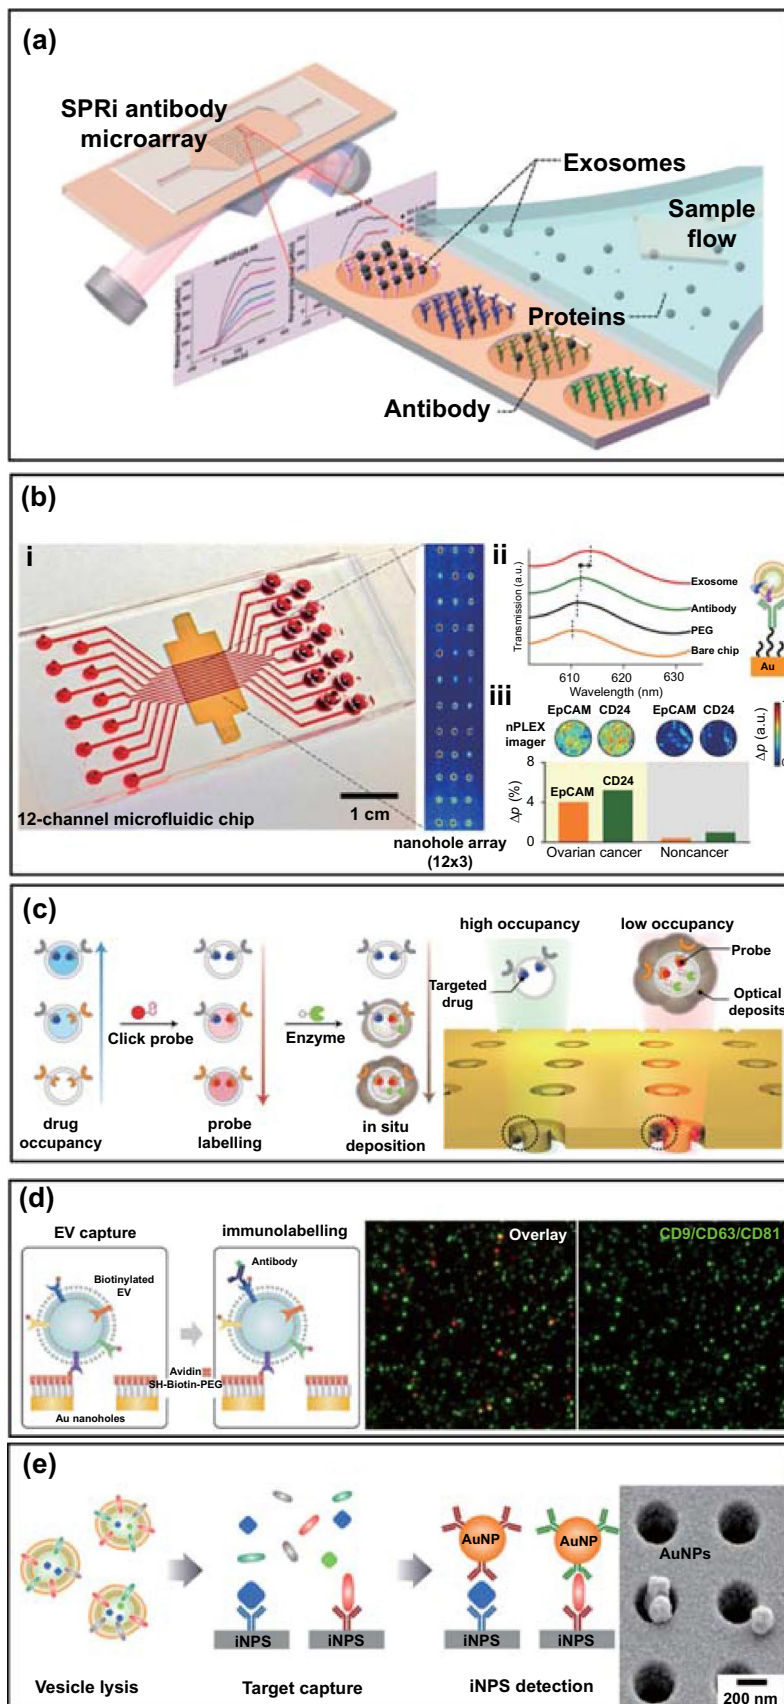 (a)
SPRi antibody
microarray
Exosomes
Sample
flow
Proteins
Antibody
(b)
i
12-channel microfluidic chip
1 cm
nanohole array
(12x3)
ii
Transmission (a.u.)
Exosome
Antibody
PEG
Bare chip
610 620 630
Wavelength (nm)
Au
iii
EpCAM CD24 EpCAM CD24
nPLEX
imager
Δp (a.u.)
8
4
0
Δp (%)
EpCAM
CD24
Ovarian cancer Noncancer
(c)
Click probe
Enzyme
drug
occupancy
probe
labelling
in situ
deposition
high occupancy
low occupancy
Targeted
drug
Probe
Optical
deposits
(d)
EV capture
Biotinylated
EV
Au nanoholes
Avidin
SH-Biotin-PEG
immunolabelling
Antibody
Overlay
CD9/CD63/CD81
(e)
Vesicle lysis
iNPS iNPS
Target capture
AuNP AuNP
iNPS iNPS
iNPS detection
AuNPs
200 nm